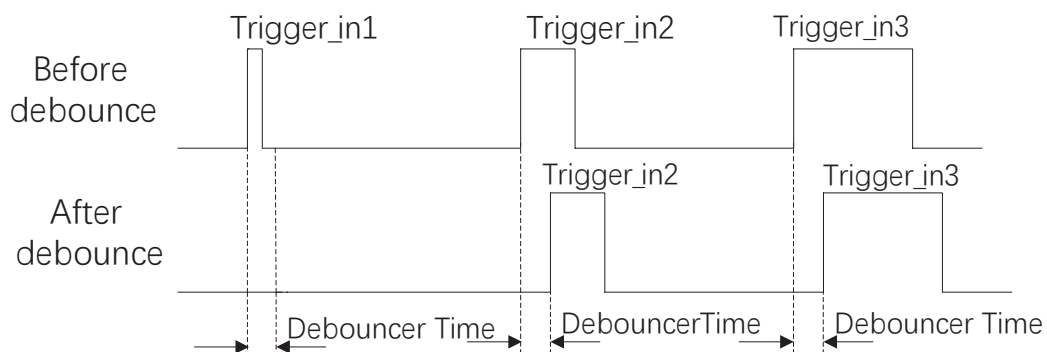 Trigger_in1
Trigger_in2
Trigger_in3
Before
debounce
Trigger_in2
Trigger_in3
After
debounce
Debouncer Time
DebouncerTime
Debouncer Time